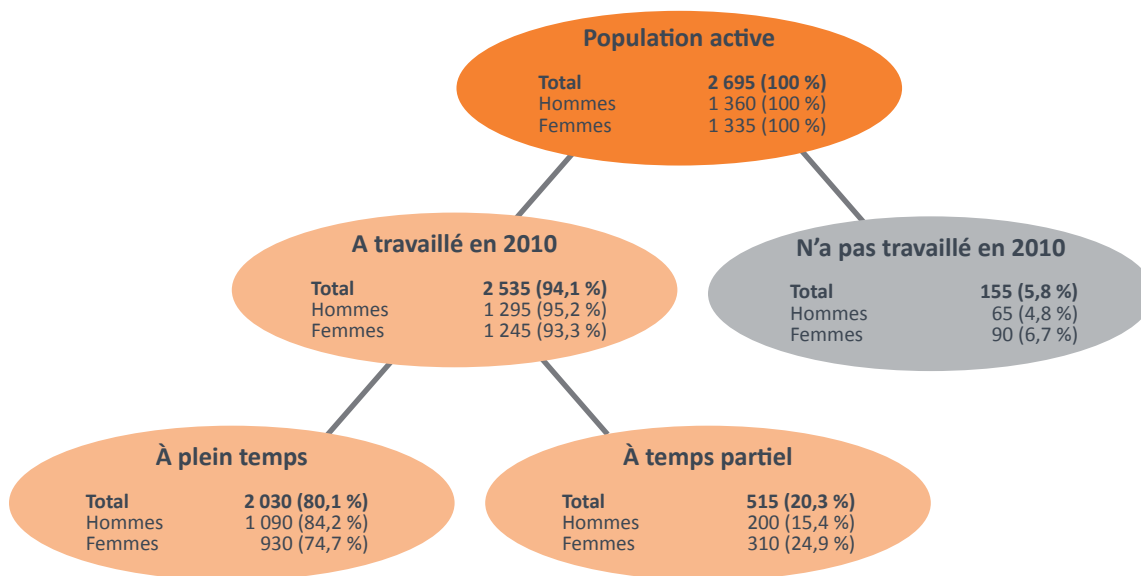 Population active
Total 2 695 (100 %)
Hommes 1 360 (100 %)
Femmes 1 335 (100 %)
A travaillé en 2010
Total 2 535 (94,1 %)
Hommes 1 295 (95,2 %)
Femmes 1 245 (93,3 %)
N'a pas travaillé en 2010
Total 155 (5,8 %)
Hommes 65 (4,8 %)
Femmes 90 (6,7 %)
À plein temps
Total 2 030 (80,1 %)
Hommes 1 090 (84,2 %)
Femmes 930 (74,7 %)
À temps partiel
Total 515 (20,3 %)
Hommes 200 (15,4 %)
Femmes 310 (24,9 %)